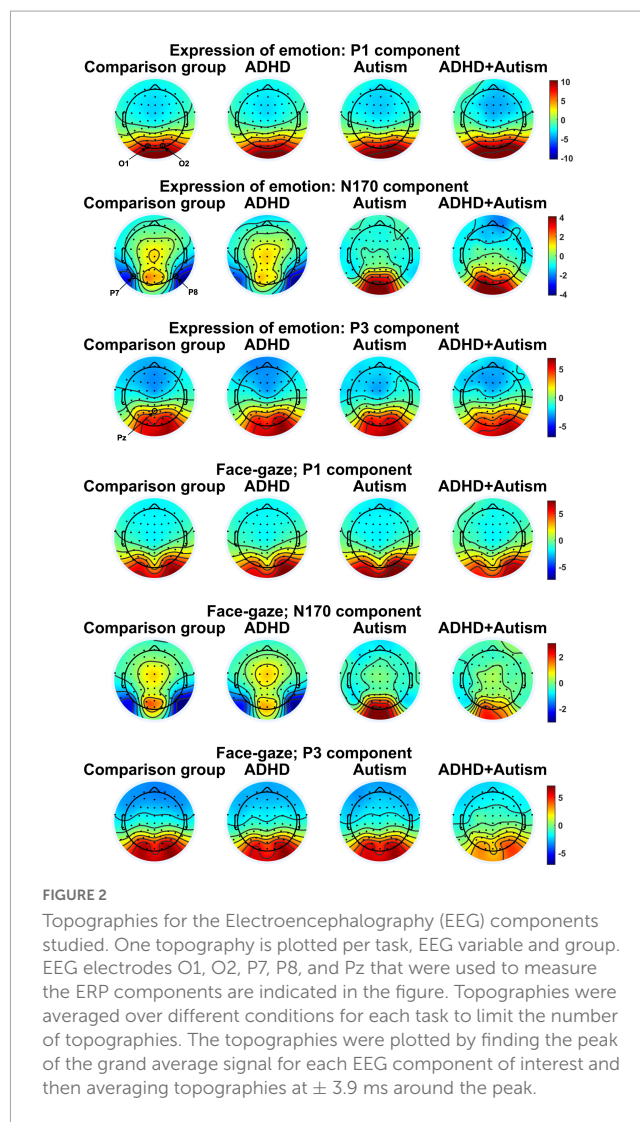 Expression of emotion: P1 component
Comparison group ADHD Autism ADHD+Autism
10
5
0
-5
-10
O1 O2
Expression of emotion: N170 component
Comparison group ADHD Autism ADHD+Autism
4
2
0
-2
-4
P7 P8
Expression of emotion: P3 component
Comparison group ADHD Autism ADHD+Autism
5
0
-5
Pz
Face-gaze; P1 component
Comparison group ADHD Autism ADHD+Autism
5
0
-5
Face-gaze; N170 component
Comparison group ADHD Autism ADHD+Autism
2
0
-2
Face-gaze; P3 component
Comparison group ADHD Autism ADHD+Autism
5
0
-5
FIGURE 2
Topographies for the Electroencephalography (EEG) components
studied. One topography is plotted per task, EEG variable and group.
EEG electrodes O1, O2, P7, P8, and Pz that were used to measure
the ERP components are indicated in the figure. Topographies were
averaged over different conditions for each task to limit the number
of topographies. The topographies were plotted by finding the peak
of the grand average signal for each EEG component of interest and
then averaging topographies at ± 3.9 ms around the peak.